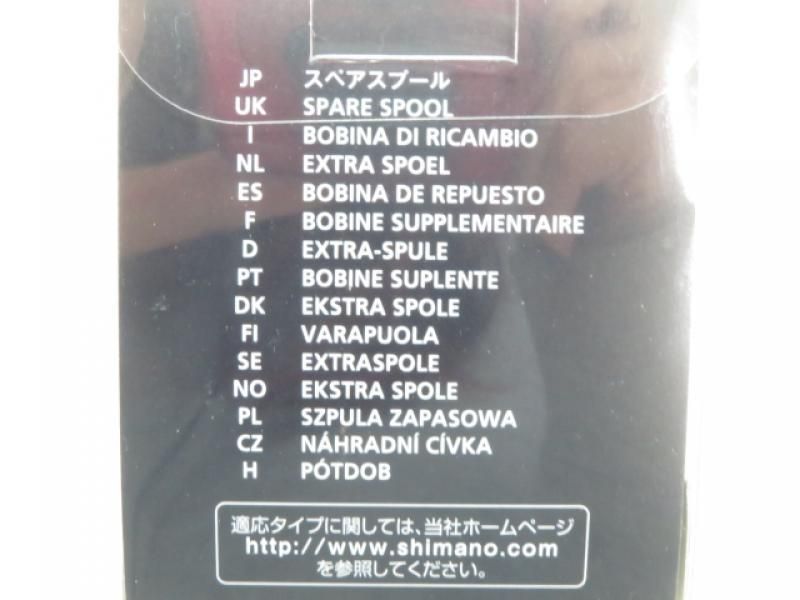 JP スペアスプール
UK SPARE SPOOL
I BOBINA DI RICAMBIO
NL EXTRA SPOEL
ES BOBINA DE REPUESTO
F BOBINE SUPPLEMENTAIRE
D EXTRA-SPULE
PT BOBINE SUPLENTE
DK EKSTRA SPOLE
FI VARAPUOLA
SE EXTRASPOLE
NO EKSTRA SPOLE
PL SZPULA ZAPASOWA
CZ NÁHRADNÍ CÍVKA
H PÓTDOB
適応タイプに関しては、当社ホームページ
http://www.shimano.com
を参照してください。